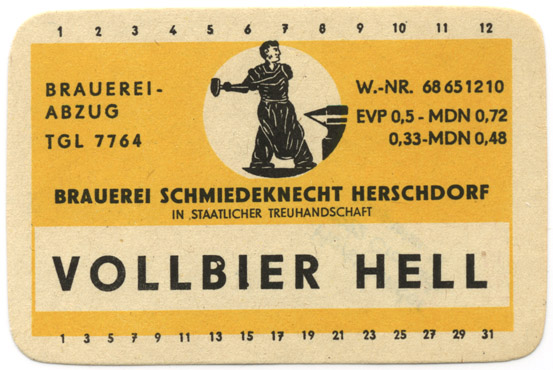 1 2 3 4 5 6 7 8 9 10 11 12
BRAUEREI-
ABZUG
TGL 7764
W.-NR. 68651210
EVP 0,5 - MDN 0,72
0,33-MDN 0,48
BRAUEREI SCHMIEDEKNECHT HERSCHDORF
IN STAATLICHER TREUHANDSCHAFT
VOLLBIER HELL
1 3 5 7 9 11 13 15 17 19 21 23 25 27 29 31